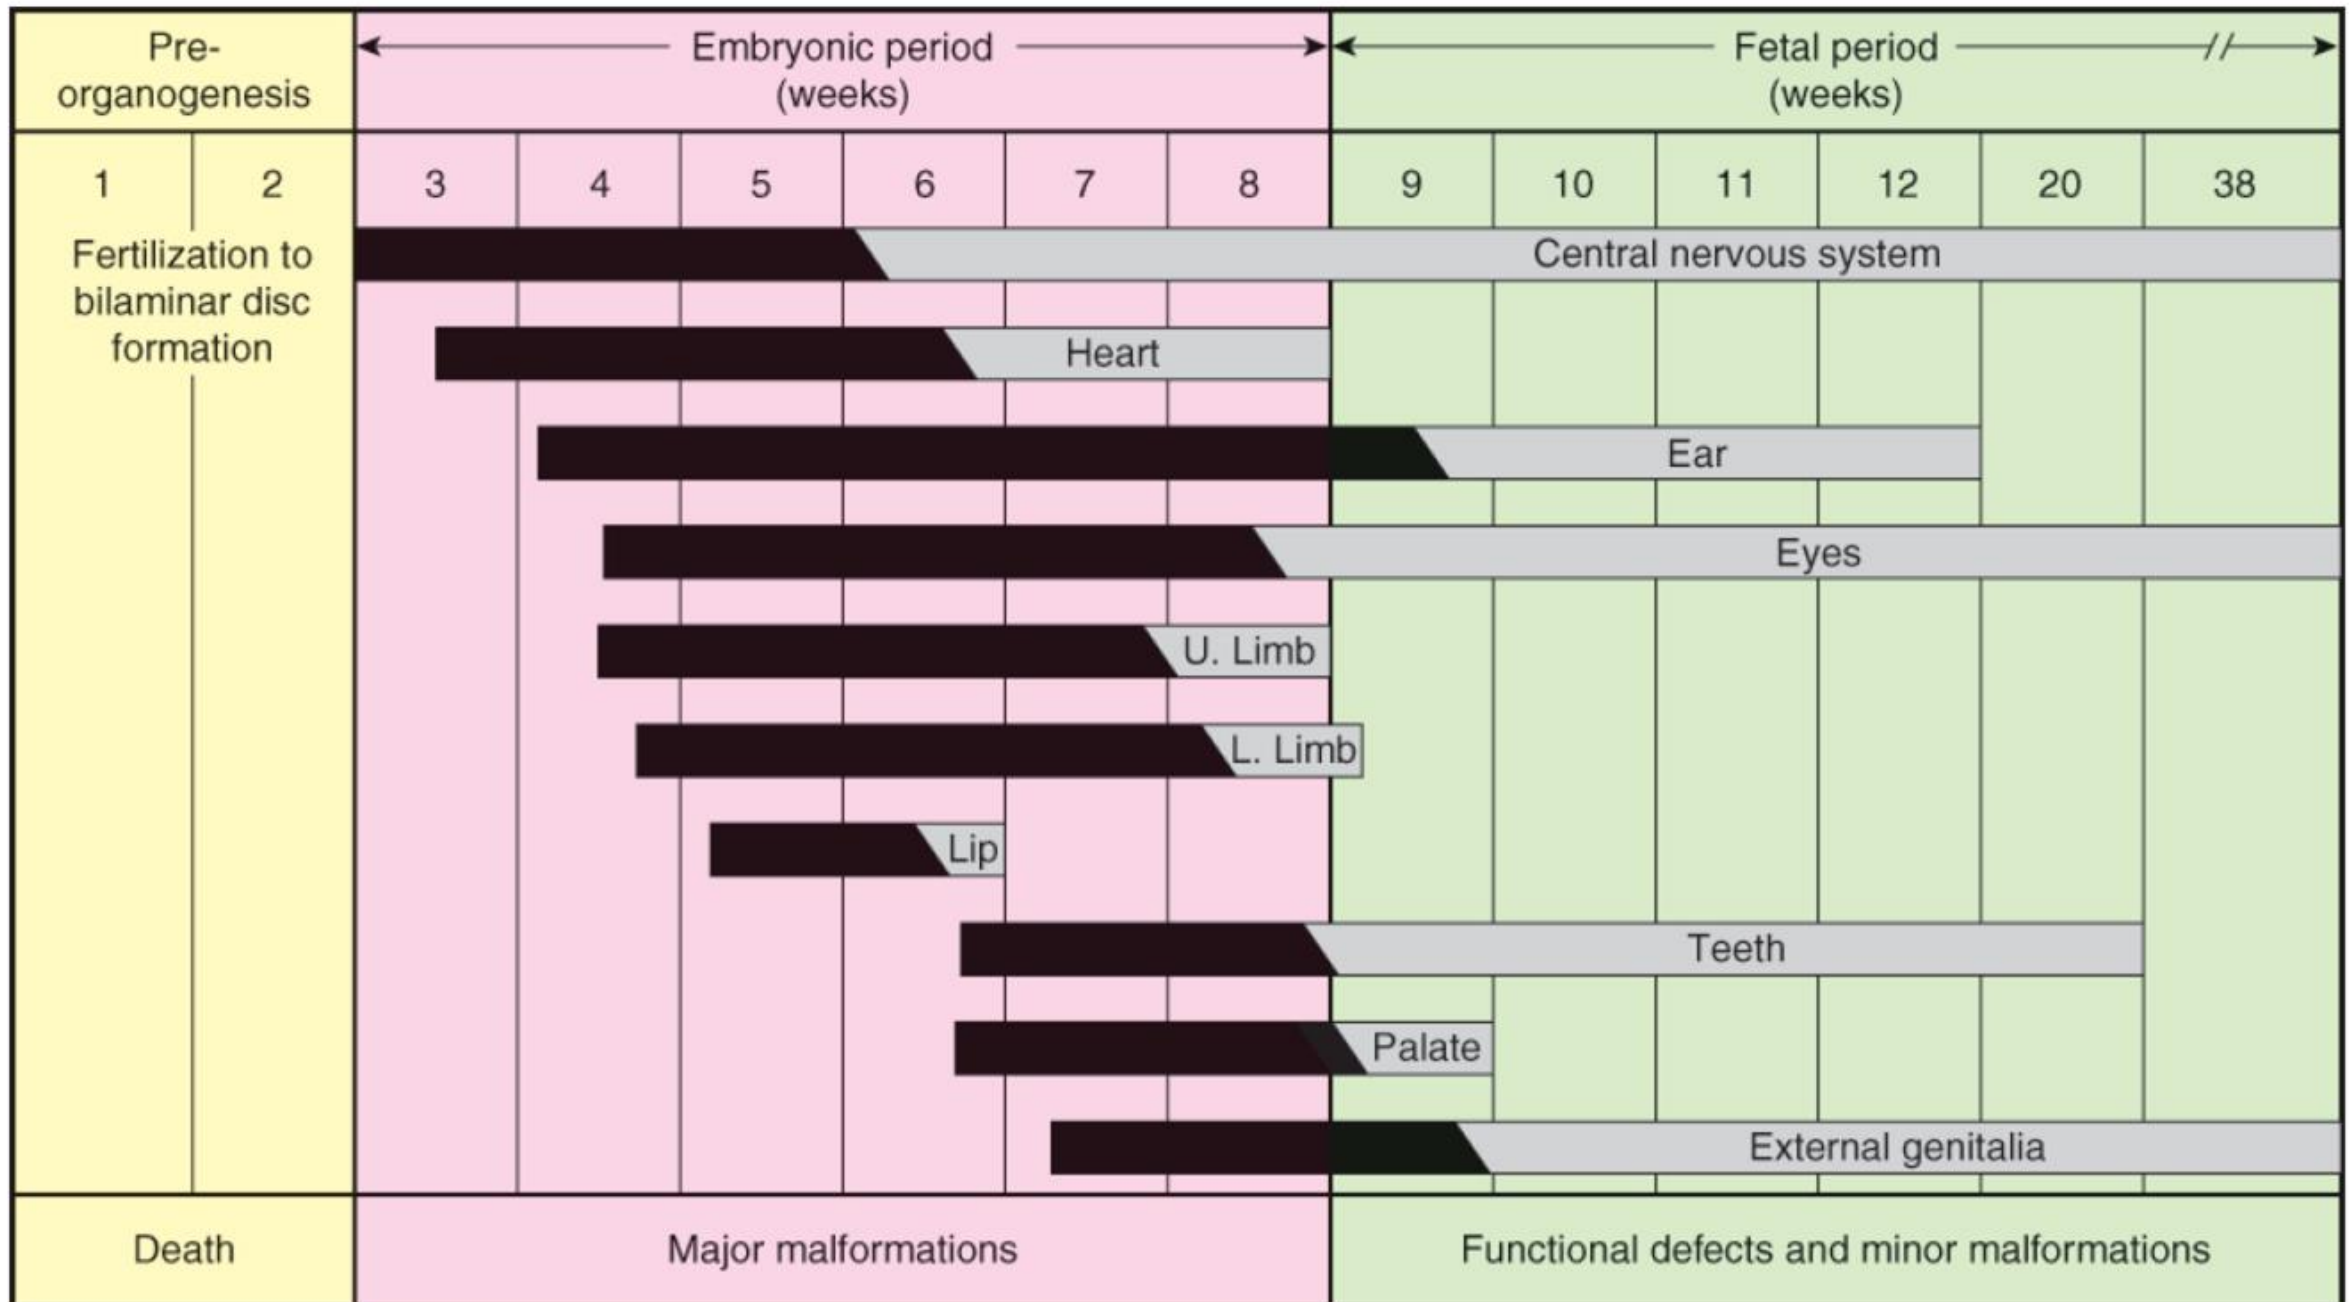 Pre-
organogenesis
Embryonic period
(weeks)
Fetal period
(weeks)
1 2 3 4 5 6 7 8 9 10 11 12 20 38
Fertilization to
bilaminar disc
formation
Central nervous system
Heart
Ear
Eyes
U. Limb
L. Limb
Lip
Teeth
Palate
External genitalia
Death
Major malformations
Functional defects and minor malformations